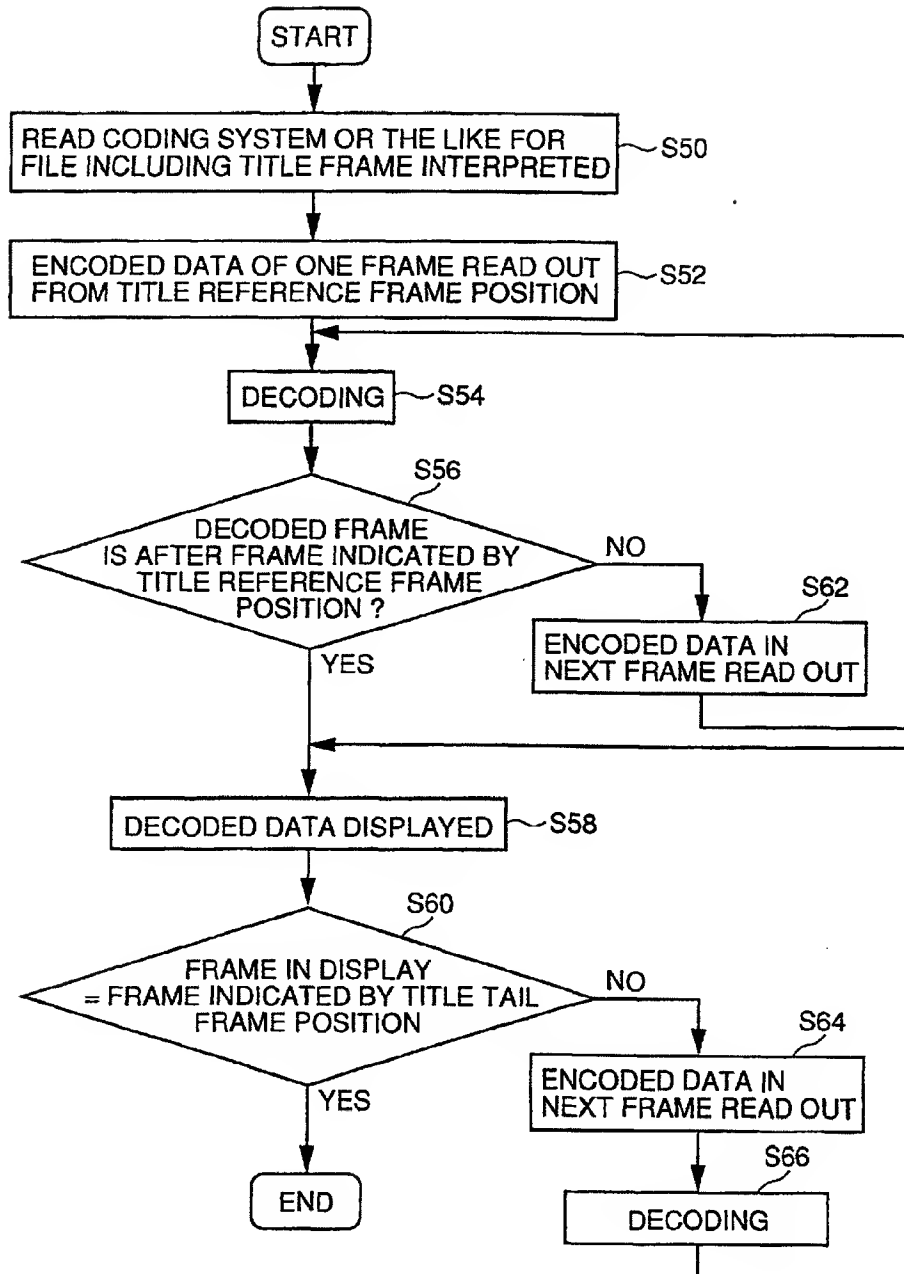 START
READ CODING SYSTEM OR THE LIKE FOR
FILE INCLUDING TITLE FRAME INTERPRETED
S50
ENCODED DATA OF ONE FRAME READ OUT
FROM TITLE REFERENCE FRAME POSITION
S52
DECODING
S54
S56
DECODED FRAME
IS AFTER FRAME INDICATED BY
TITLE REFERENCE FRAME
POSITION ?
NO
YES
S62
ENCODED DATA IN
NEXT FRAME READ OUT
DECODED DATA DISPLAYED
S58
S60
FRAME IN DISPLAY
= FRAME INDICATED BY TITLE TAIL
FRAME POSITION
NO
YES
S64
ENCODED DATA IN
NEXT FRAME READ OUT
S66
DECODING
END